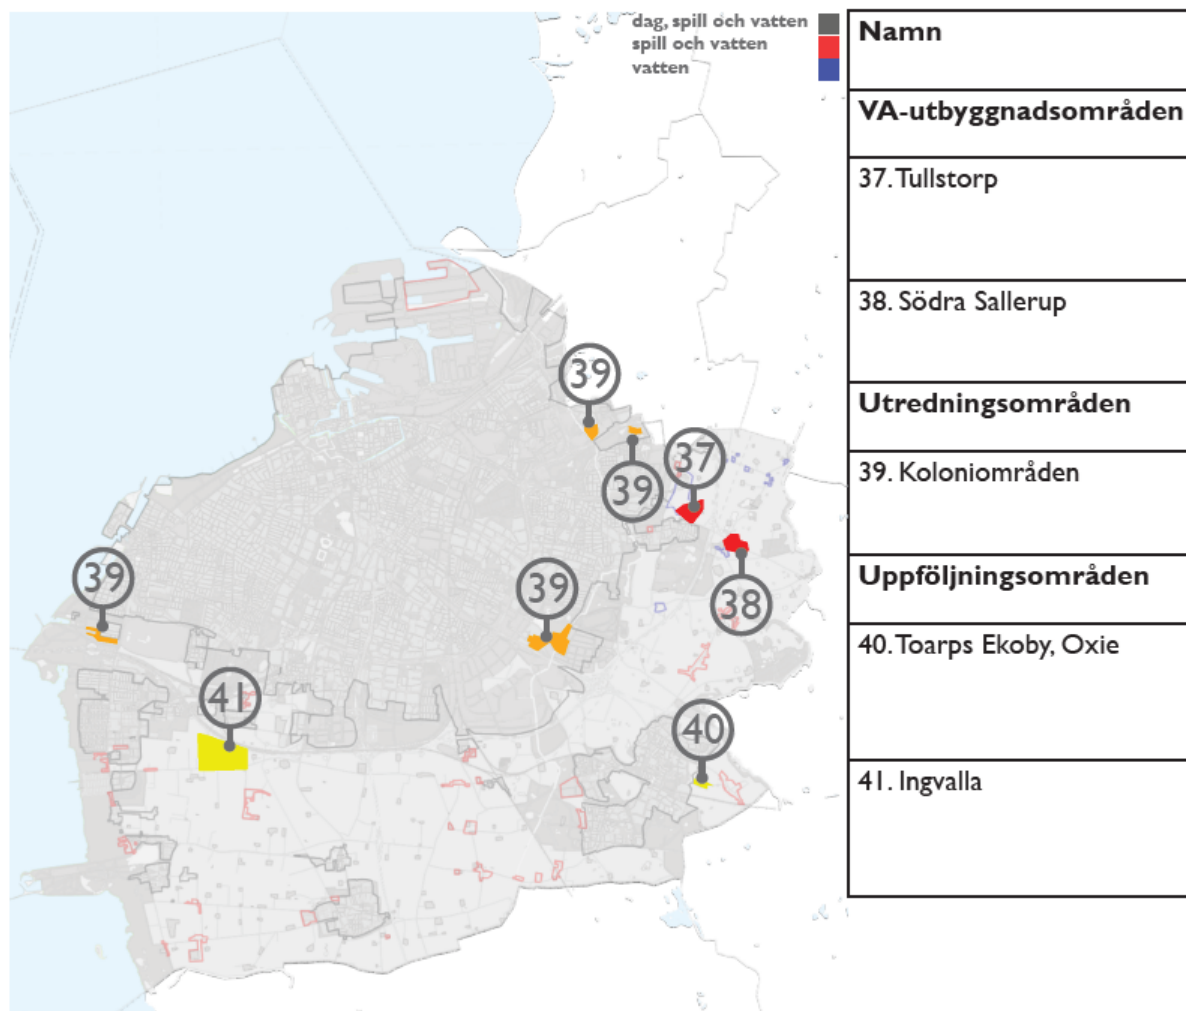 dag, spill och vatten
spill och vatten
vatten
39
39
37
38
39
39
41
40
Namn
VA-utbyggnadsområden
37. Tullstorp
38. Södra Sallerup
Utredningsområden
39. Koloniområden
Uppföljningsområden
40. Toarps Ekoby, Oxie
41. Ingvalla